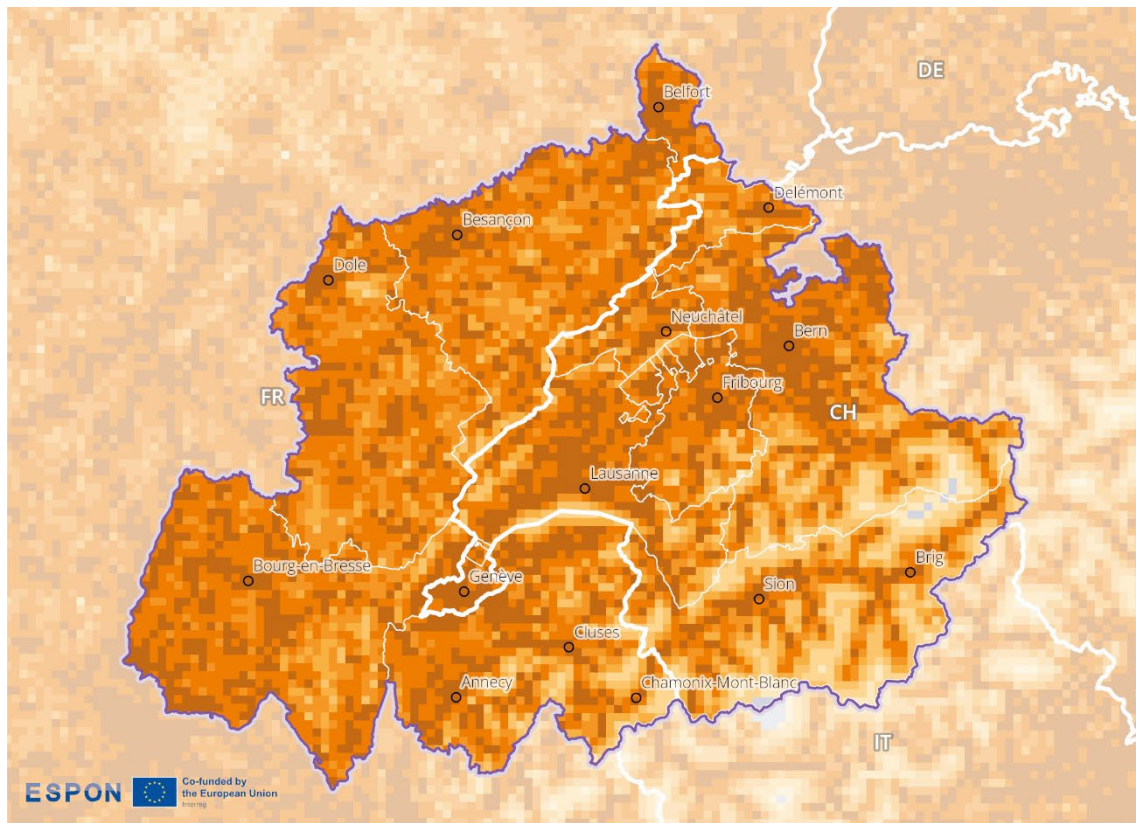 DE
Belfort
Delémont
Besançon
Dole
Neuchâtel
Bern
Fribourg
FR
CH
Lausanne
Bourg-en-Bresse
Genève
Brig
Sion
Cluses
Annecy
Chamonix-Mont-Blanc
IT
ESPON
Co-funded by
the European Union
Interreg